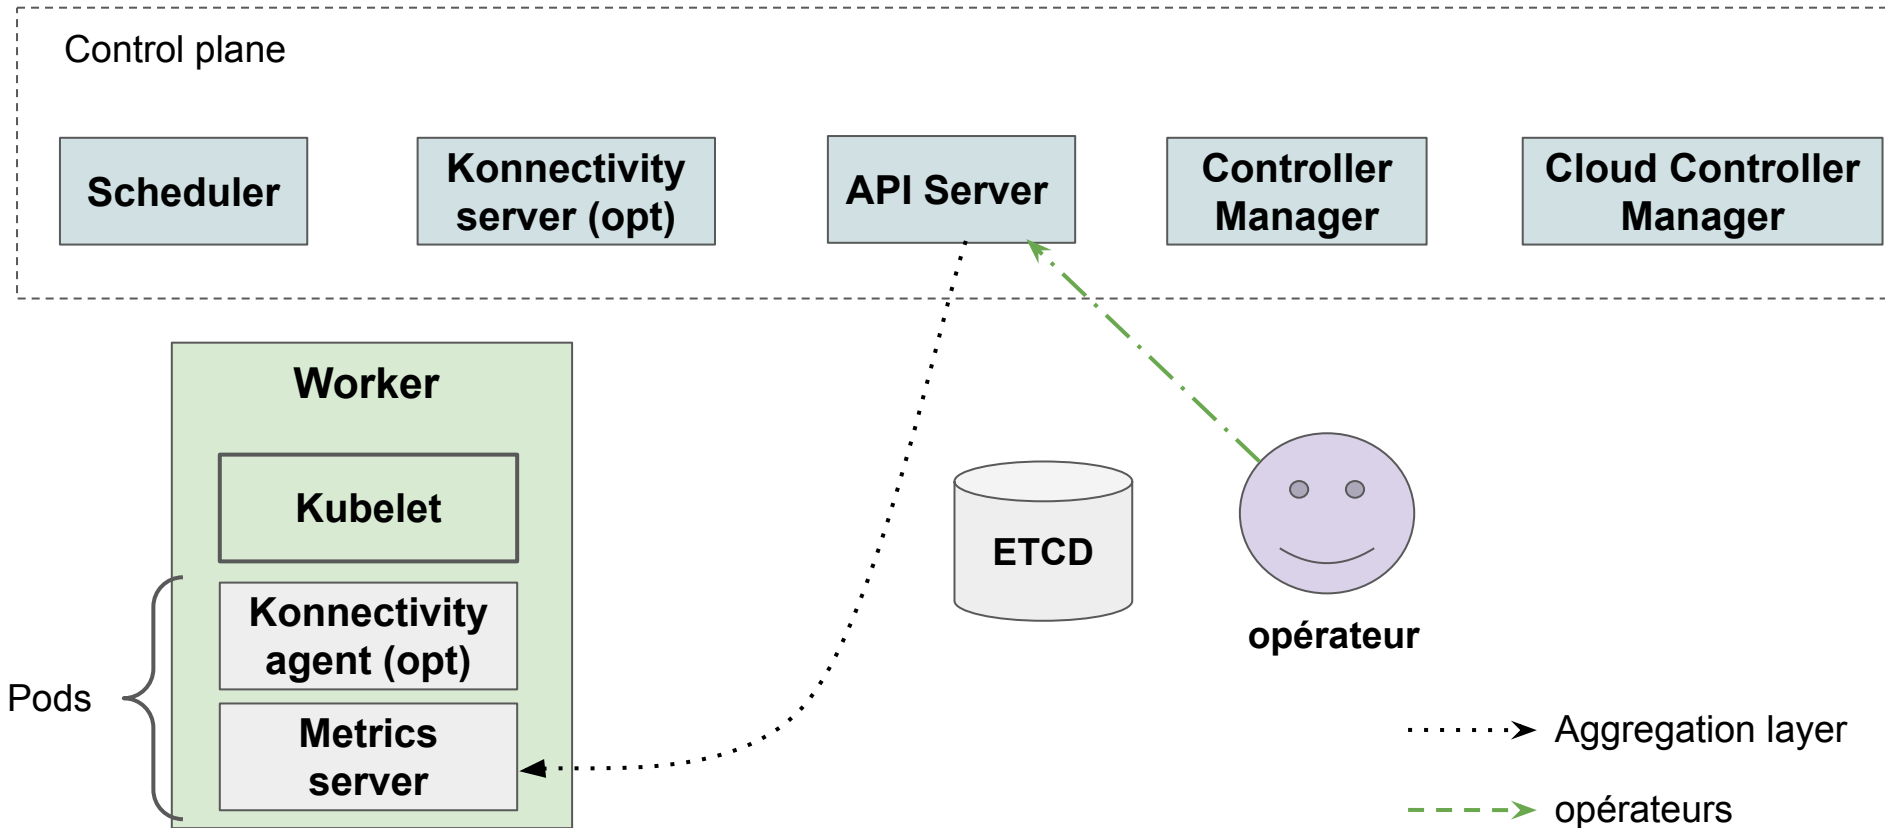 Control plane
Scheduler
Konnectivity
server (opt)
API Server
Controller
Manager
Cloud Controller
Manager
Worker
Kubelet
Konnectivity
agent (opt)
Pods
Metrics
server
ETCD
opérateur
Aggregation layer
opérateurs